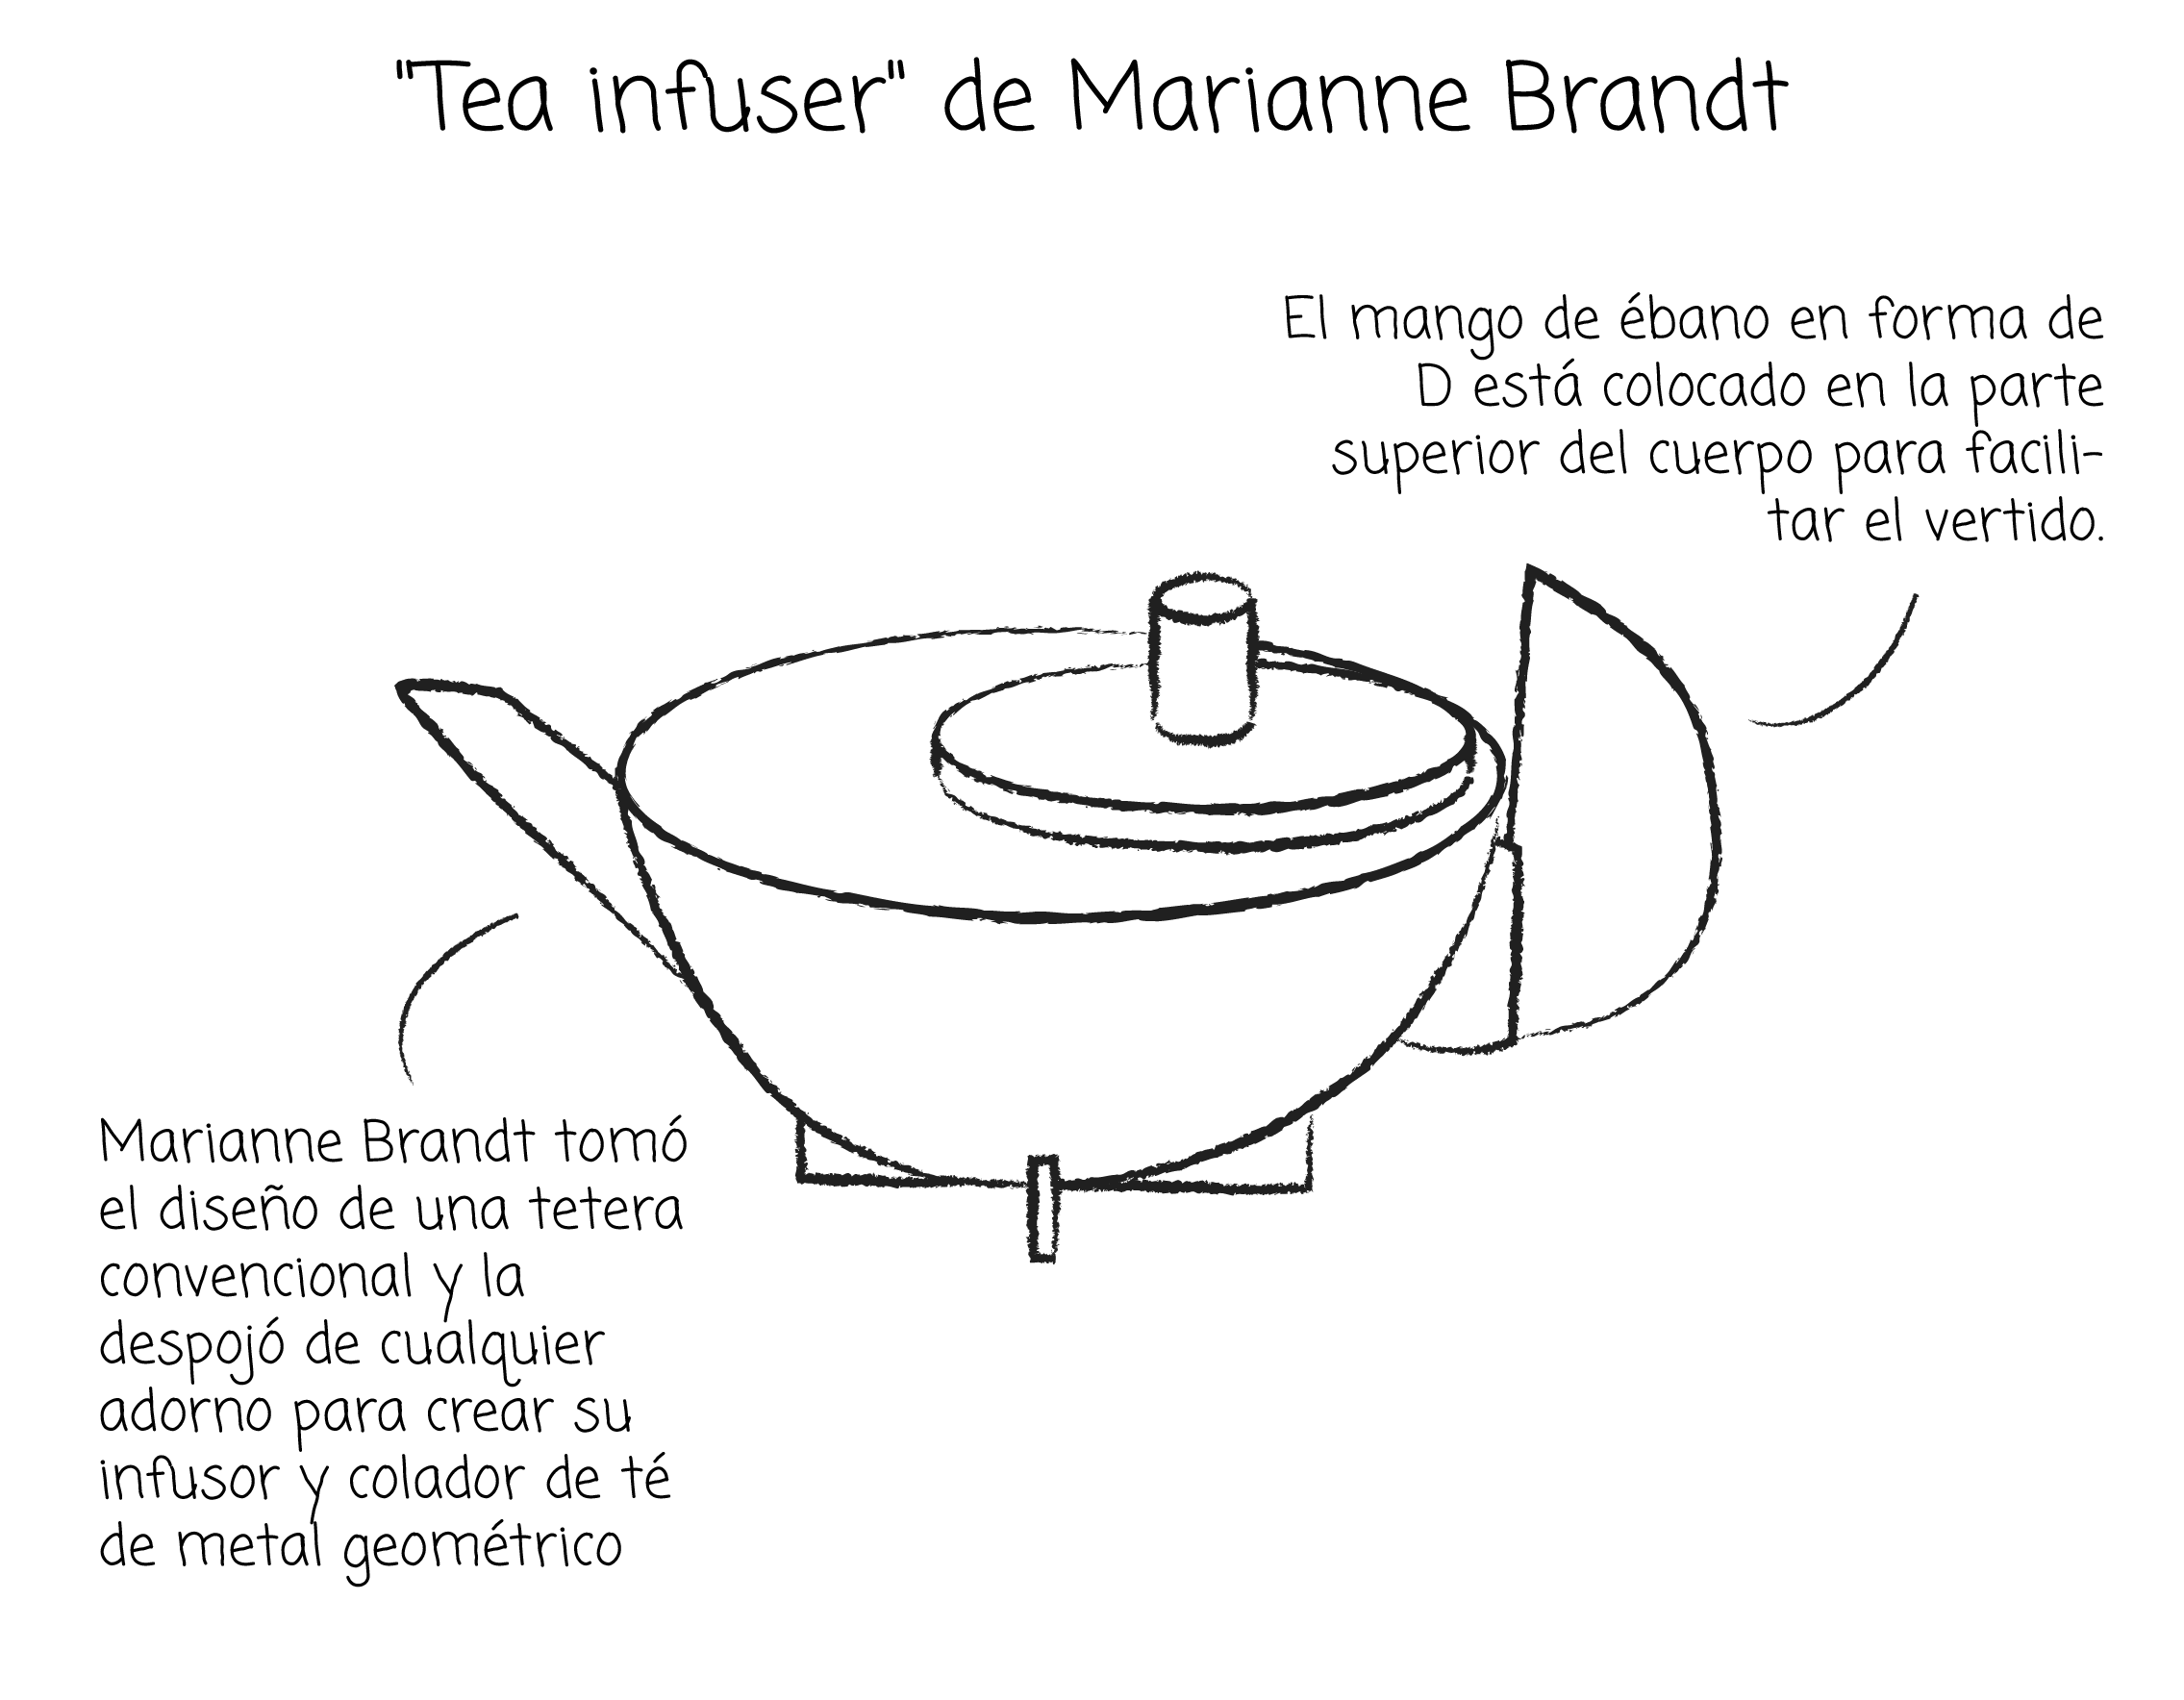 "Tea infuser" de Marianne Brandt
El mango de ébano en forma de
D está colocado en la parte
superior del cuerpo para facili-
tar el vertido.
Marianne Brandt tomó
el diseño de una tetera
convencional y la
despojó de cualquier
adorno para crear su
infusor y colador de té
de metal geométrico